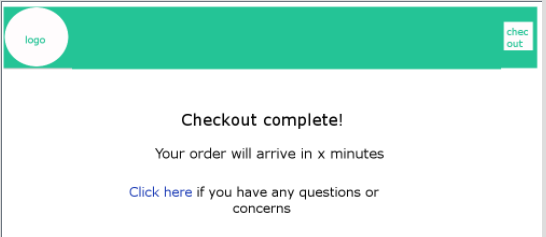 logo
chec
out
Checkout complete!
Your order will arrive in x minutes
Click here if you have any questions or
concerns